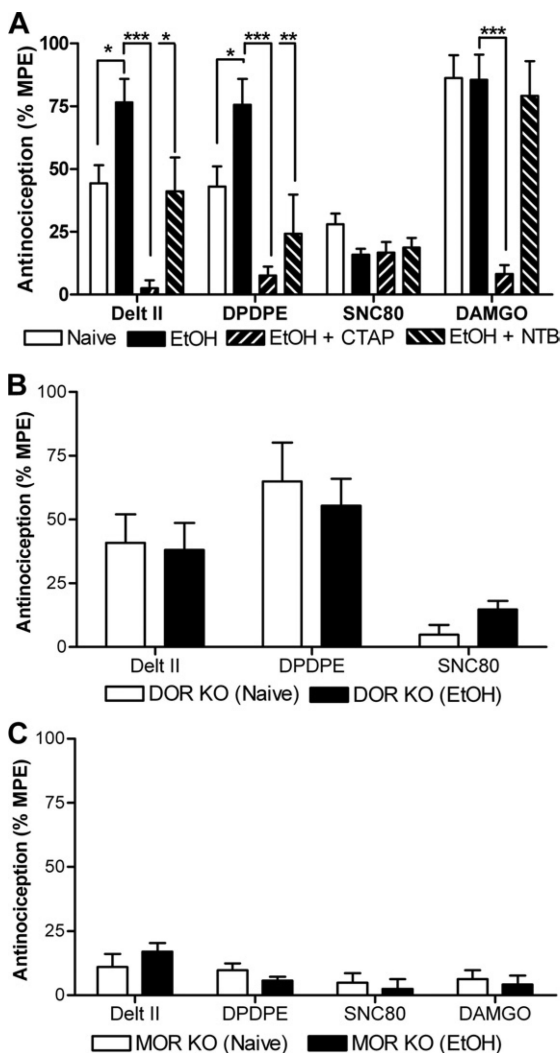 A
Antinociception (% MPE)
100
75
50
25
0
* *** * * *** ** ***
Delt II DPDPE SNC80 DAMGO
Naive EtOH EtOH + CTAP EtOH + NTB
B
Antinociception (% MPE)
100
75
50
25
0
Delt II DPDPE SNC80
DOR KO (Naive) DOR KO (EtOH)
C
Antinociception (% MPE)
100
75
50
25
0
Delt II DPDPE SNC80 DAMGO
MOR KO (Naive) MOR KO (EtOH)